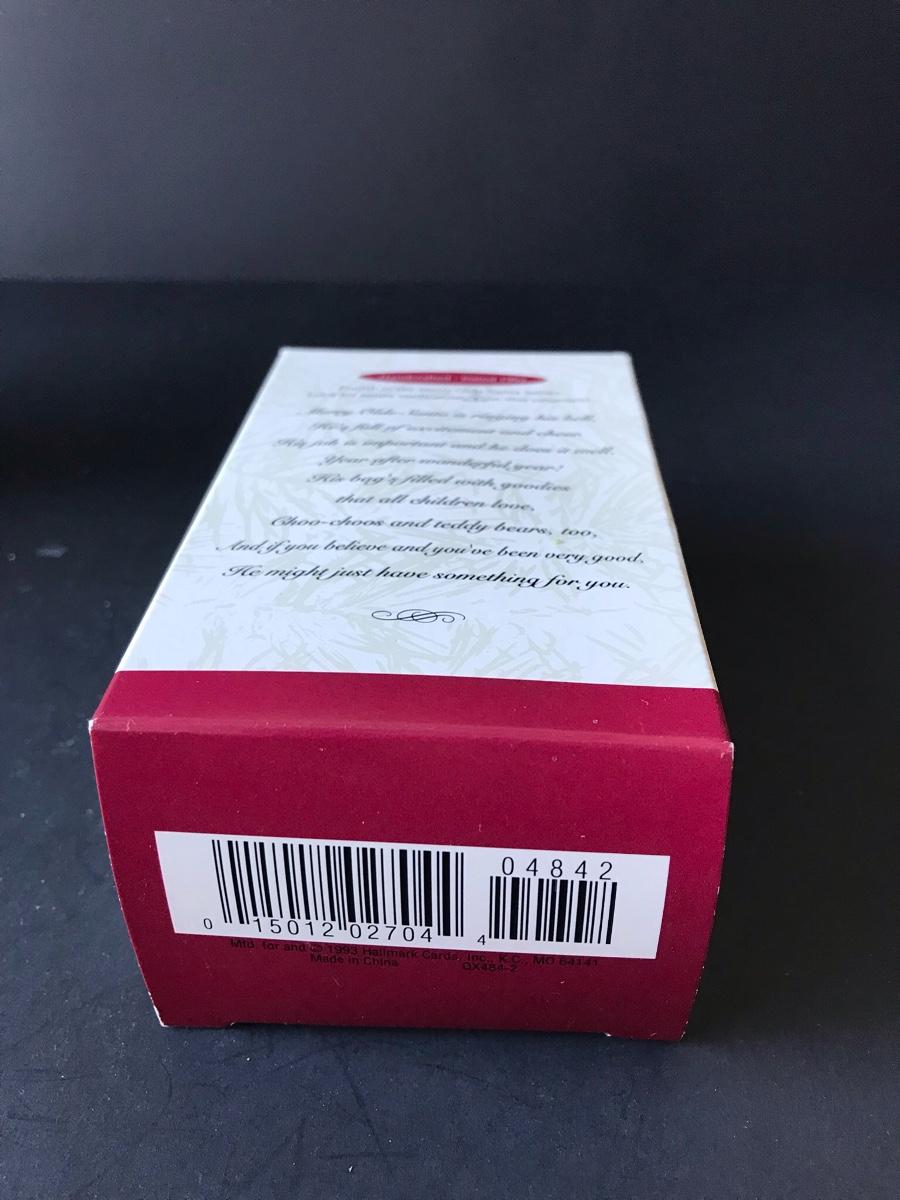 Merry Olde Santa is ringing his bell,
He's full of excitement and cheer.
His job is important and he does it well,
Year after wonderful year!
His bag's filled with goodies
that all children love,
Choo-choos and teddy bears, too,
And if you believe and you've been very good,
He might just have something for you.
04842
0 15012 02704 4
Mfd. for and © 1993 Hallmark Cards, Inc., K.C., MO 64141
Made in China QX484-2